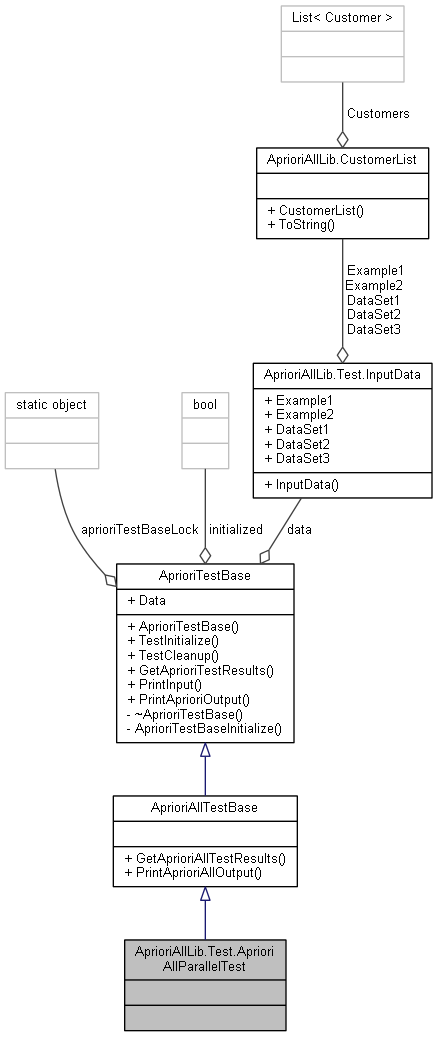 List< Customer >
Customers
AprioriAllLib.CustomerList
+ CustomerList()
+ ToString()
Example1
Example2
DataSet1
DataSet2
DataSet3
AprioriAllLib.Test.InputData
+ Example1
+ Example2
+ DataSet1
+ DataSet2
+ DataSet3
+ InputData()
static object
bool
aprioriTestBaseLock
initialized
data
AprioriTestBase
+ Data
+ AprioriTestBase()
+ TestInitialize()
+ TestCleanup()
+ GetAprioriTestResults()
+ PrintInput()
+ PrintAprioriOutput()
- ~AprioriTestBase()
- AprioriTestBaseInitialize()
AprioriAllTestBase
+ GetAprioriAllTestResults()
+ PrintAprioriAllOutput()
AprioriAllLib.Test.Apriori
AllParallelTest